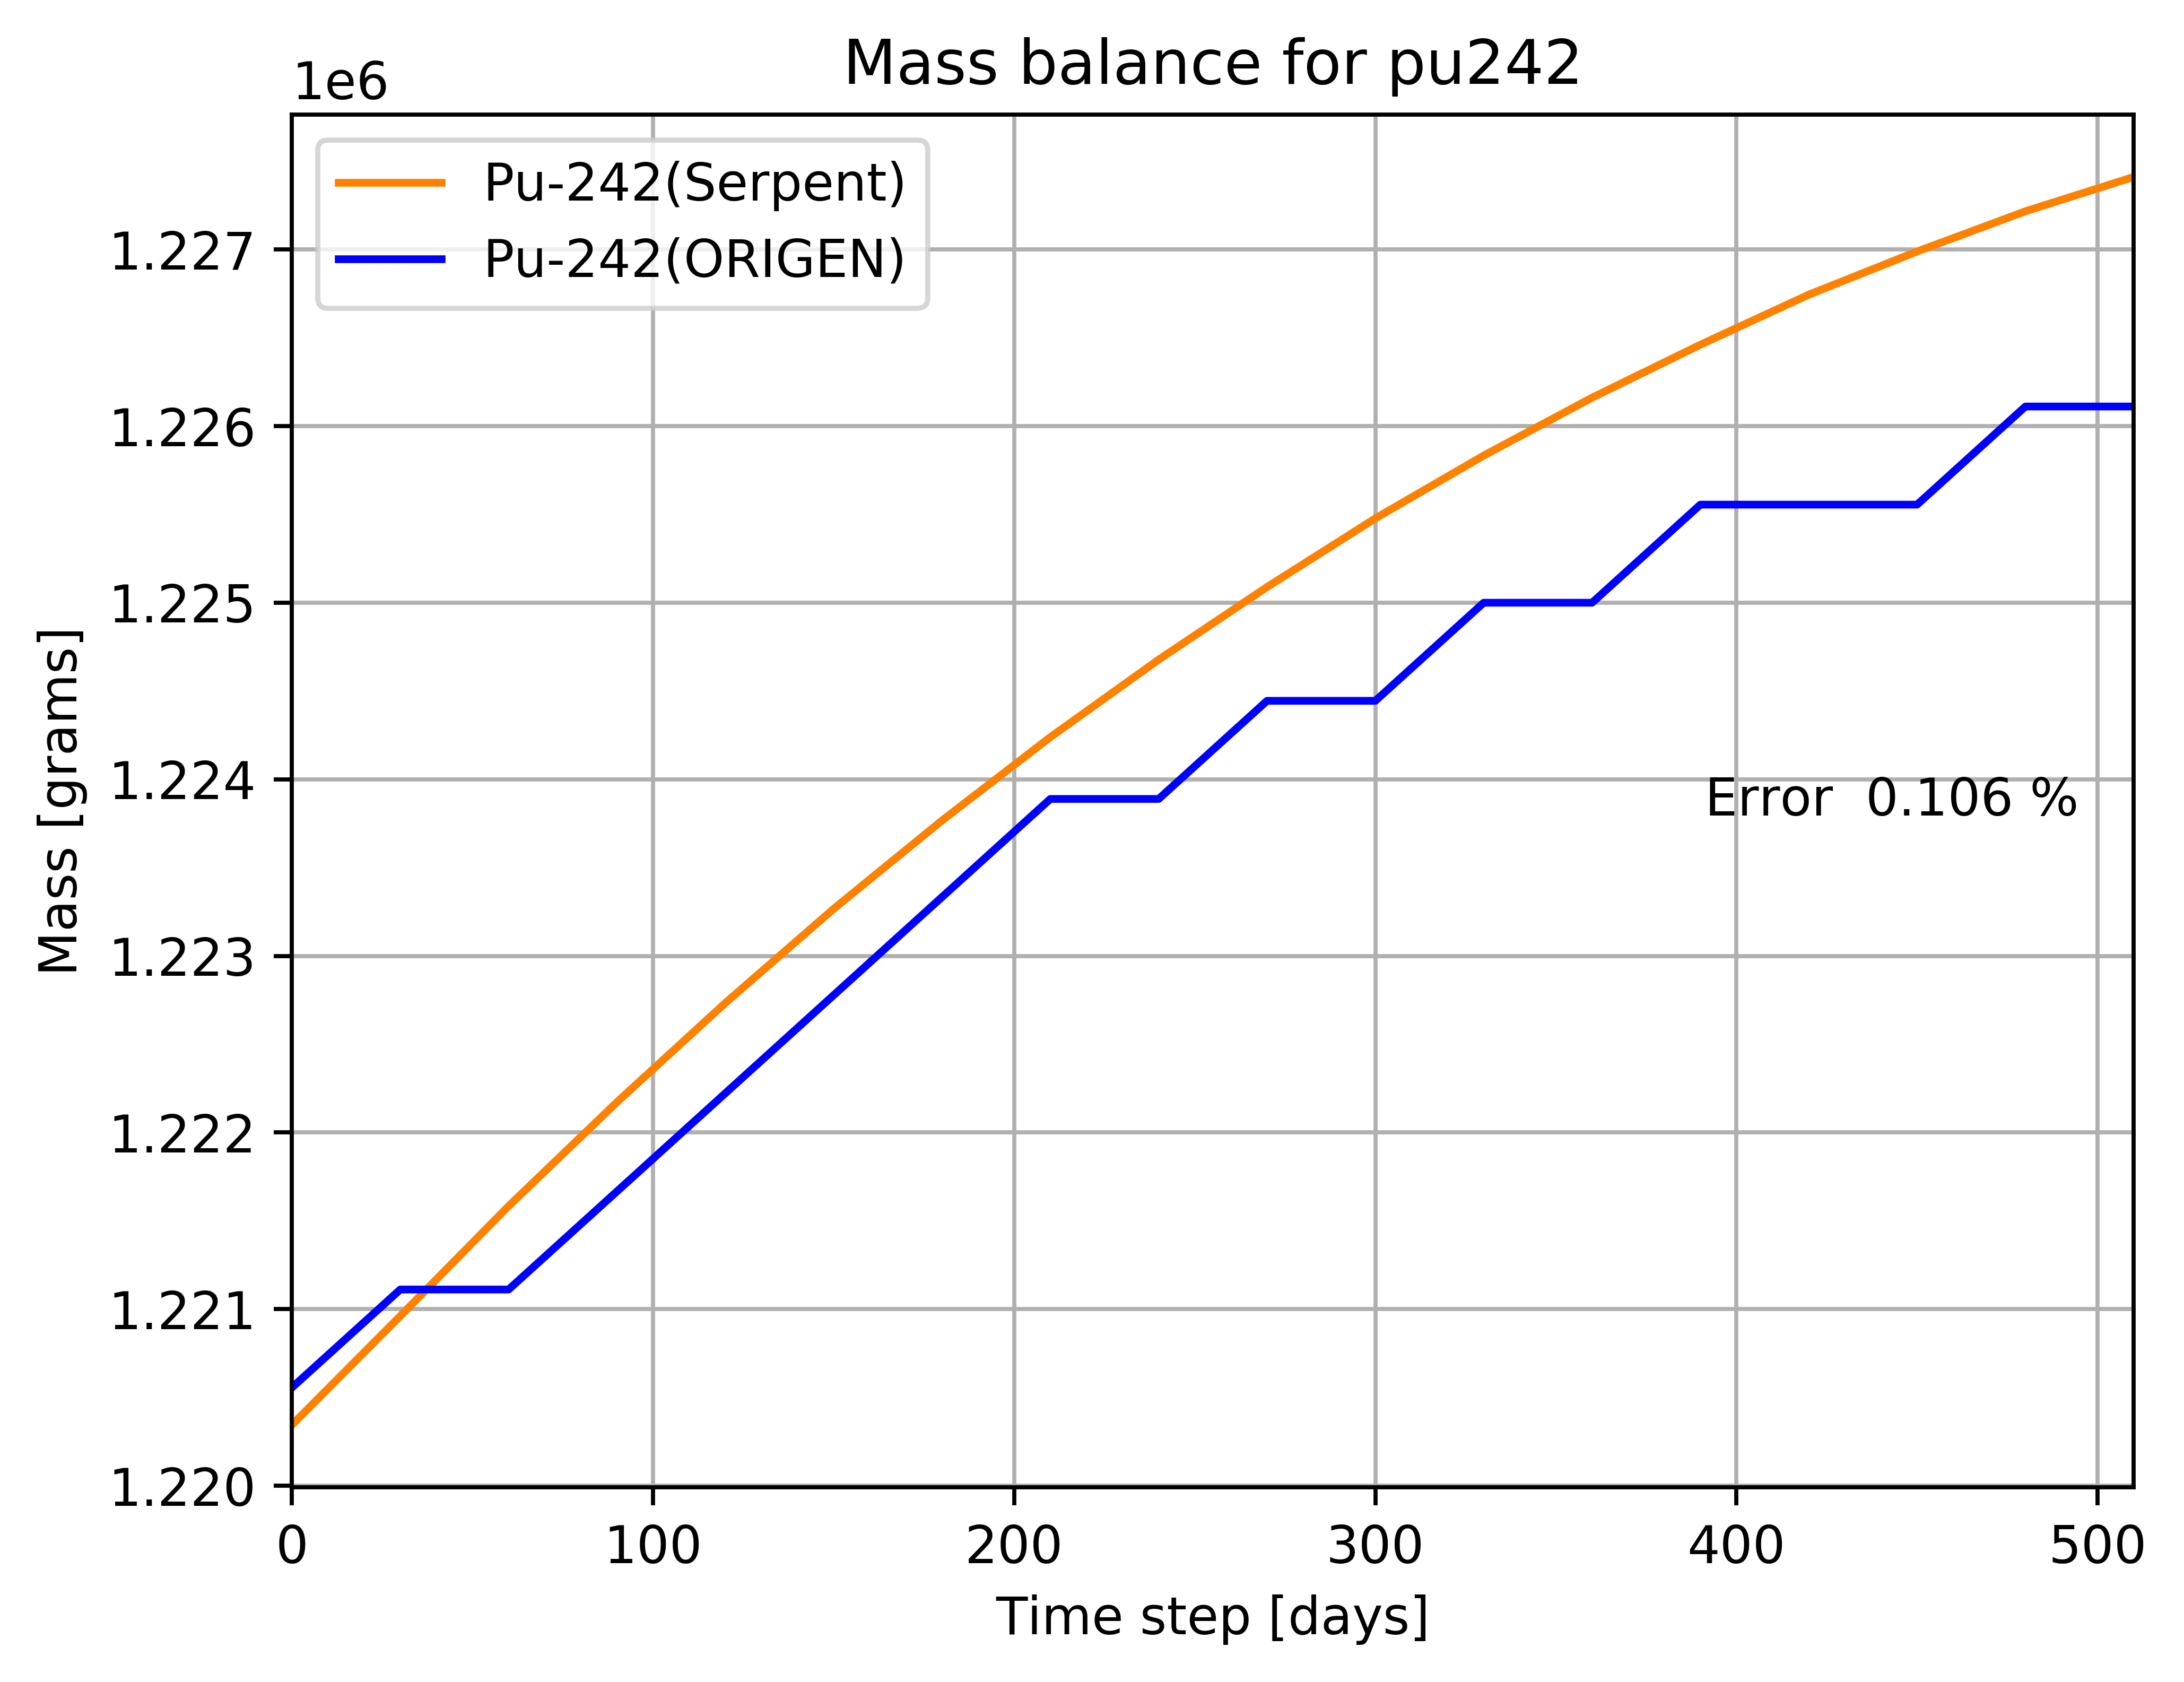 Mass balance for pu242
1e6
Pu-242(Serpent)
Pu-242(ORIGEN)
1.227
1.226
1.225
1.224
1.223
1.222
1.221
1.220
Mass [grams]
Error 0.106 %
0 100 200 300 400 500
Time step [days]